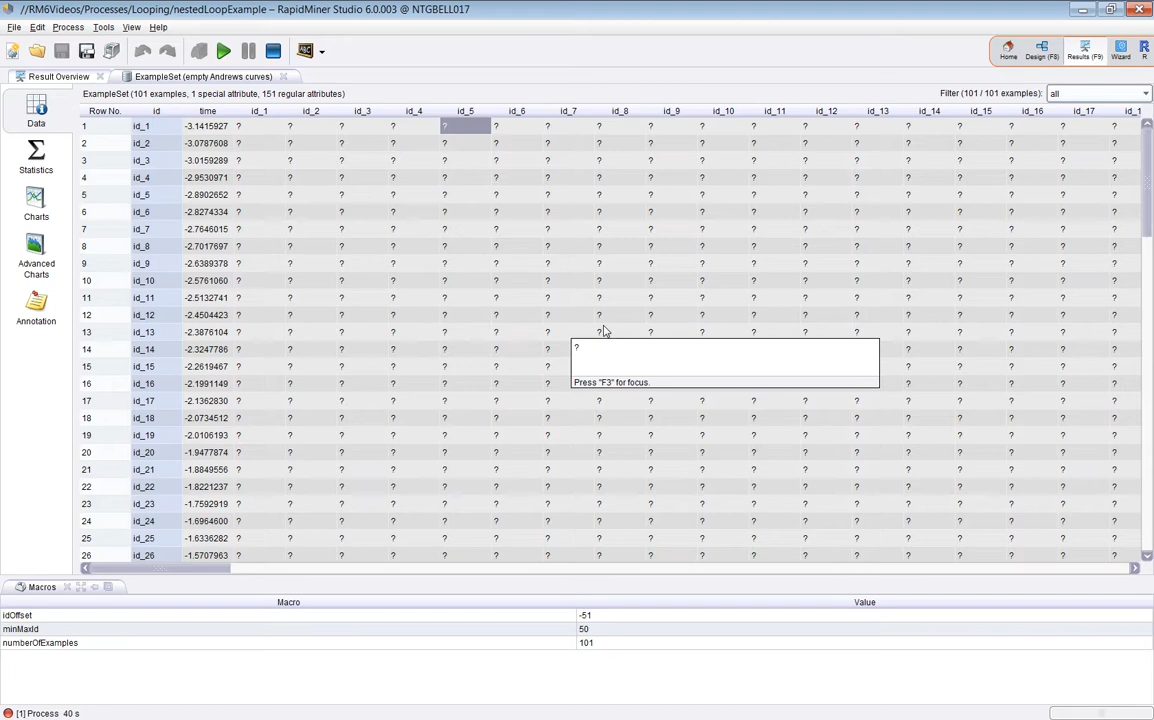 //RM6Videos/Processes/Looping/nestedLoopExample – RapidMiner Studio 6.0.003 @ NTGBELL017
File Edit Process Tools View Help
Home Design (F8) Results (F9) Wizard R
Result Overview ExampleSet (empty Andrews curves)
ExampleSet (101 examples, 1 special attribute, 151 regular attributes) Filter (101 / 101 examples): all
Row No. id time id_1 id_2 id_3 id_4 id_5 id_6 id_7 id_8 id_9 id_10 id_11 id_12 id_13 id_14 id_15 id_16 id_17 id_1
1 id_1 -3.1415927 ? ? ? ? ? ? ? ? ? ? ? ? ? ? ? ? ? ?
2 id_2 -3.0787608 ? ? ? ? ? ? ? ? ? ? ? ? ? ? ? ? ? ?
3 id_3 -3.0159289 ? ? ? ? ? ? ? ? ? ? ? ? ? ? ? ? ? ?
4 id_4 -2.9530971 ? ? ? ? ? ? ? ? ? ? ? ? ? ? ? ? ? ?
5 id_5 -2.8902652 ? ? ? ? ? ? ? ? ? ? ? ? ? ? ? ? ? ?
6 id_6 -2.8274334 ? ? ? ? ? ? ? ? ? ? ? ? ? ? ? ? ? ?
7 id_7 -2.7646015 ? ? ? ? ? ? ? ? ? ? ? ? ? ? ? ? ? ?
8 id_8 -2.7017697 ? ? ? ? ? ? ? ? ? ? ? ? ? ? ? ? ? ?
9 id_9 -2.6389378 ? ? ? ? ? ? ? ? ? ? ? ? ? ? ? ? ? ?
10 id_10 -2.5761060 ? ? ? ? ? ? ? ? ? ? ? ? ? ? ? ? ? ?
11 id_11 -2.5132741 ? ? ? ? ? ? ? ? ? ? ? ? ? ? ? ? ? ?
12 id_12 -2.4504423 ? ? ? ? ? ? ? ? ? ? ? ? ? ? ? ? ? ?
13 id_13 -2.3876104 ? ? ? ? ? ? ? ? ? ? ? ? ? ? ? ? ? ?
14 id_14 -2.3247786 ? ? ? ? ? ? ? ? ? ? ?
15 id_15 -2.2619467 ? ? ? ? ? ? ? ? ? ? ?
16 id_16 -2.1991149 ? ? ? ? ? ? ? ? ? ? ?
17 id_17 -2.1362830 ? ? ? ? ? ? ? ? ? ? ? ? ? ? ? ? ? ?
18 id_18 -2.0734512 ? ? ? ? ? ? ? ? ? ? ? ? ? ? ? ? ? ?
19 id_19 -2.0106193 ? ? ? ? ? ? ? ? ? ? ? ? ? ? ? ? ? ?
20 id_20 -1.9477874 ? ? ? ? ? ? ? ? ? ? ? ? ? ? ? ? ? ?
21 id_21 -1.8849556 ? ? ? ? ? ? ? ? ? ? ? ? ? ? ? ? ? ?
22 id_22 -1.8221237 ? ? ? ? ? ? ? ? ? ? ? ? ? ? ? ? ? ?
23 id_23 -1.7592919 ? ? ? ? ? ? ? ? ? ? ? ? ? ? ? ? ? ?
24 id_24 -1.6964600 ? ? ? ? ? ? ? ? ? ? ? ? ? ? ? ? ? ?
25 id_25 -1.6336282 ? ? ? ? ? ? ? ? ? ? ? ? ? ? ? ? ? ?
26 id_26 -1.5707963 ? ? ? ? ? ? ? ? ? ? ? ? ? ? ? ? ? ?
?
Press "F3" for focus.
Data
Statistics
Charts
Advanced
Charts
Annotation
Macros
Macro Value
idOffset -51
minMaxId 50
numberOfExamples 101
[1] Process 40 s